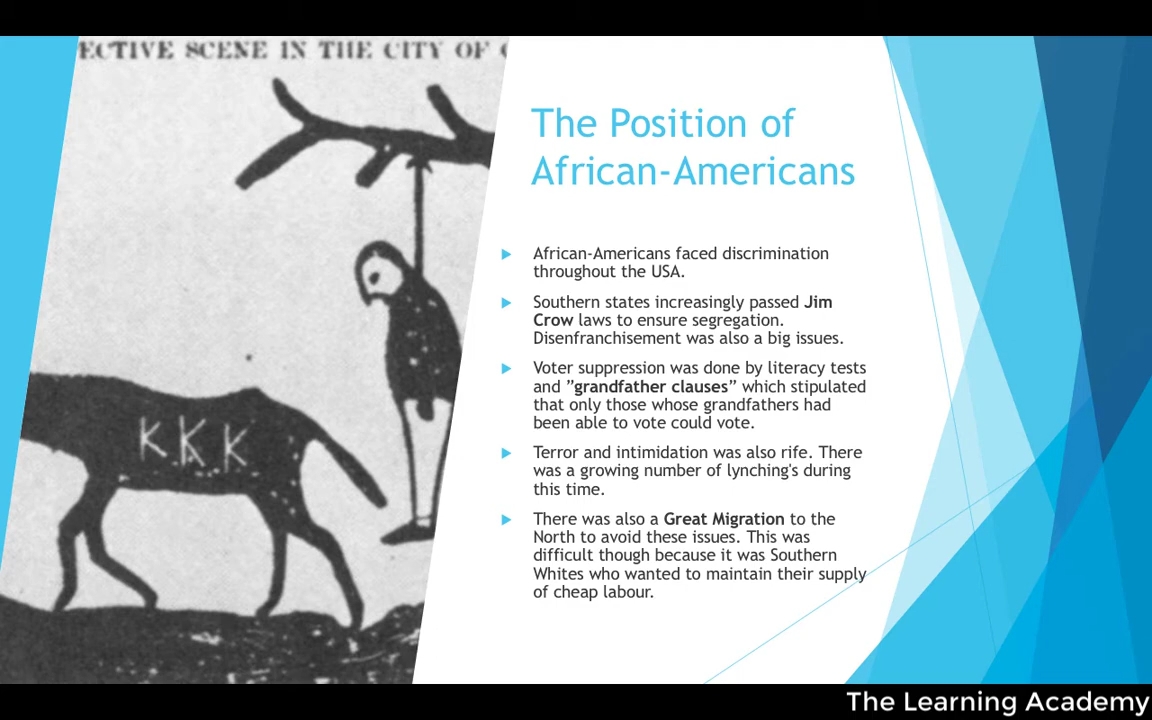 ECTIVE SCENE IN THE CITY OF
The Position of
African-Americans
African-Americans faced discrimination
throughout the USA.
Southern states increasingly passed Jim
Crow laws to ensure segregation.
Disenfranchisement was also a big issues.
Voter suppression was done by literacy tests
and ”grandfather clauses” which stipulated
that only those whose grandfathers had
been able to vote could vote.
Terror and intimidation was also rife. There
was a growing number of lynching's during
this time.
There was also a Great Migration to the
North to avoid these issues. This was
difficult though because it was Southern
Whites who wanted to maintain their supply
of cheap labour.
KKK
The Learning Academy